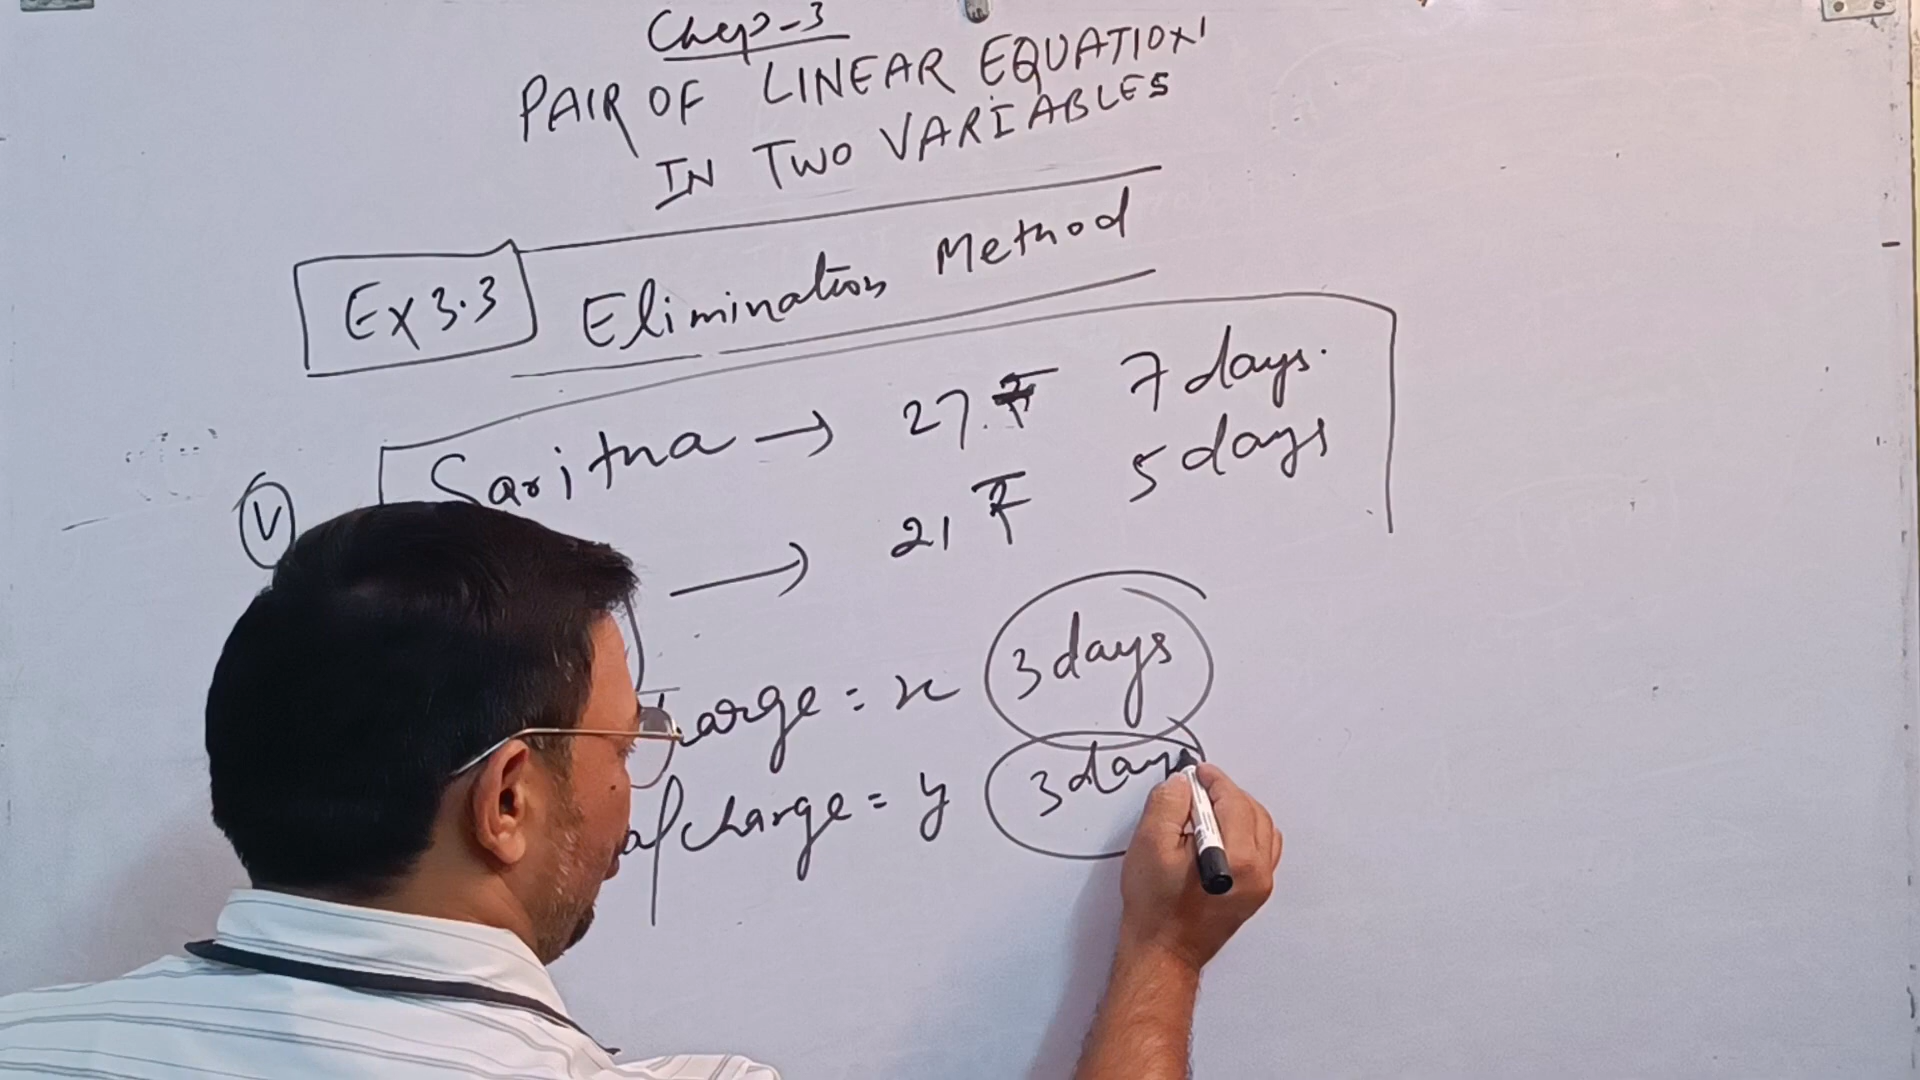 Chap-3
PAIR OF LINEAR EQUATION
IN TWO VARIABLES
Ex 3.3 Elimination Method
(V) Saritha → 27 ₹ 7 days.
→ 21 ₹ 5 days
harge = x 3 days
charge = y 3 days